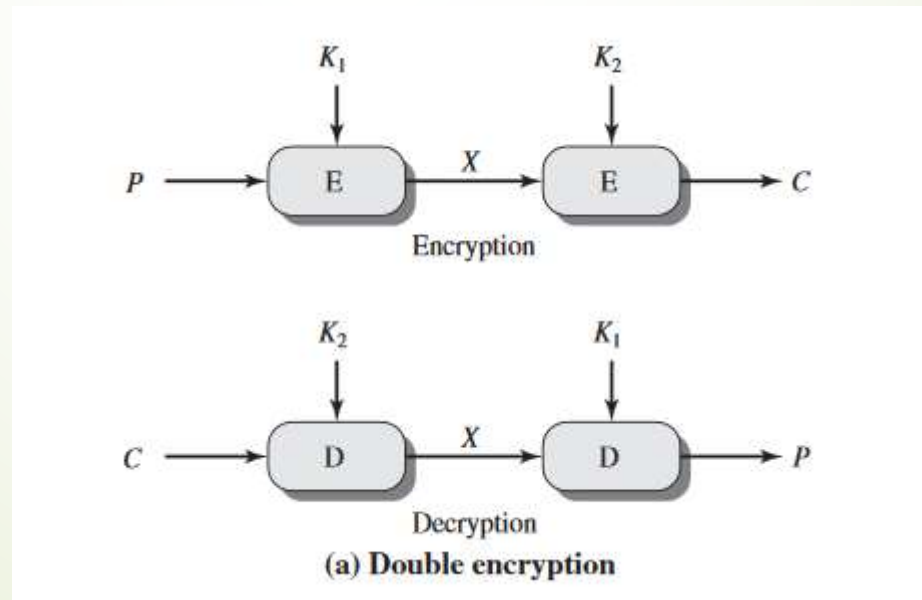 K₁ K₂
P E X E C
Encryption
K₂ K₁
C D X D P
Decryption
(a) Double encryption